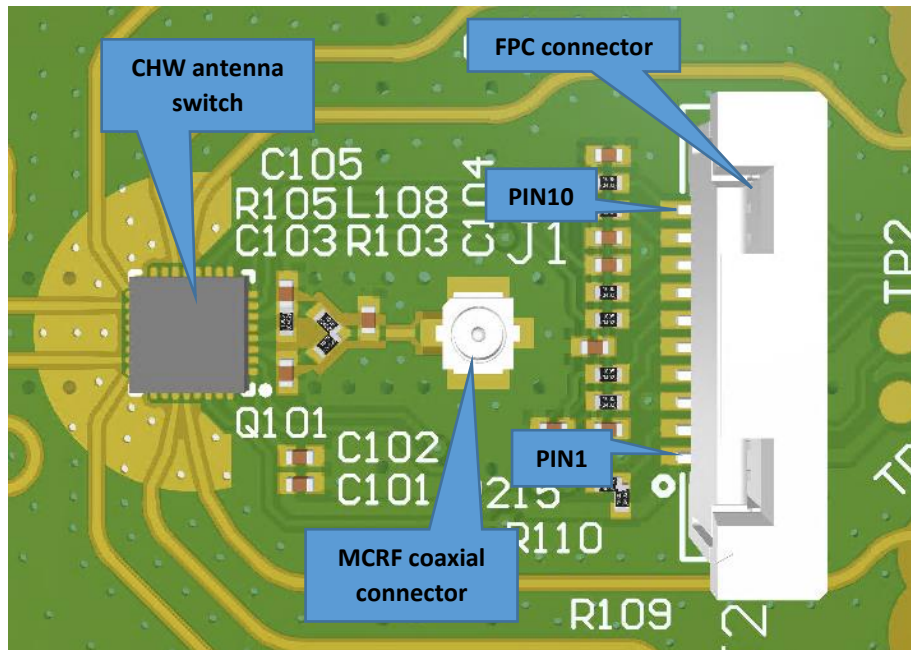 CHW antenna
switch
FPC connector
C105
R105 L108
C103 R103
C104
J1
PIN10
TP2
Q101
C102
C101
PIN1
R110
MCRF coaxial
connector
R109